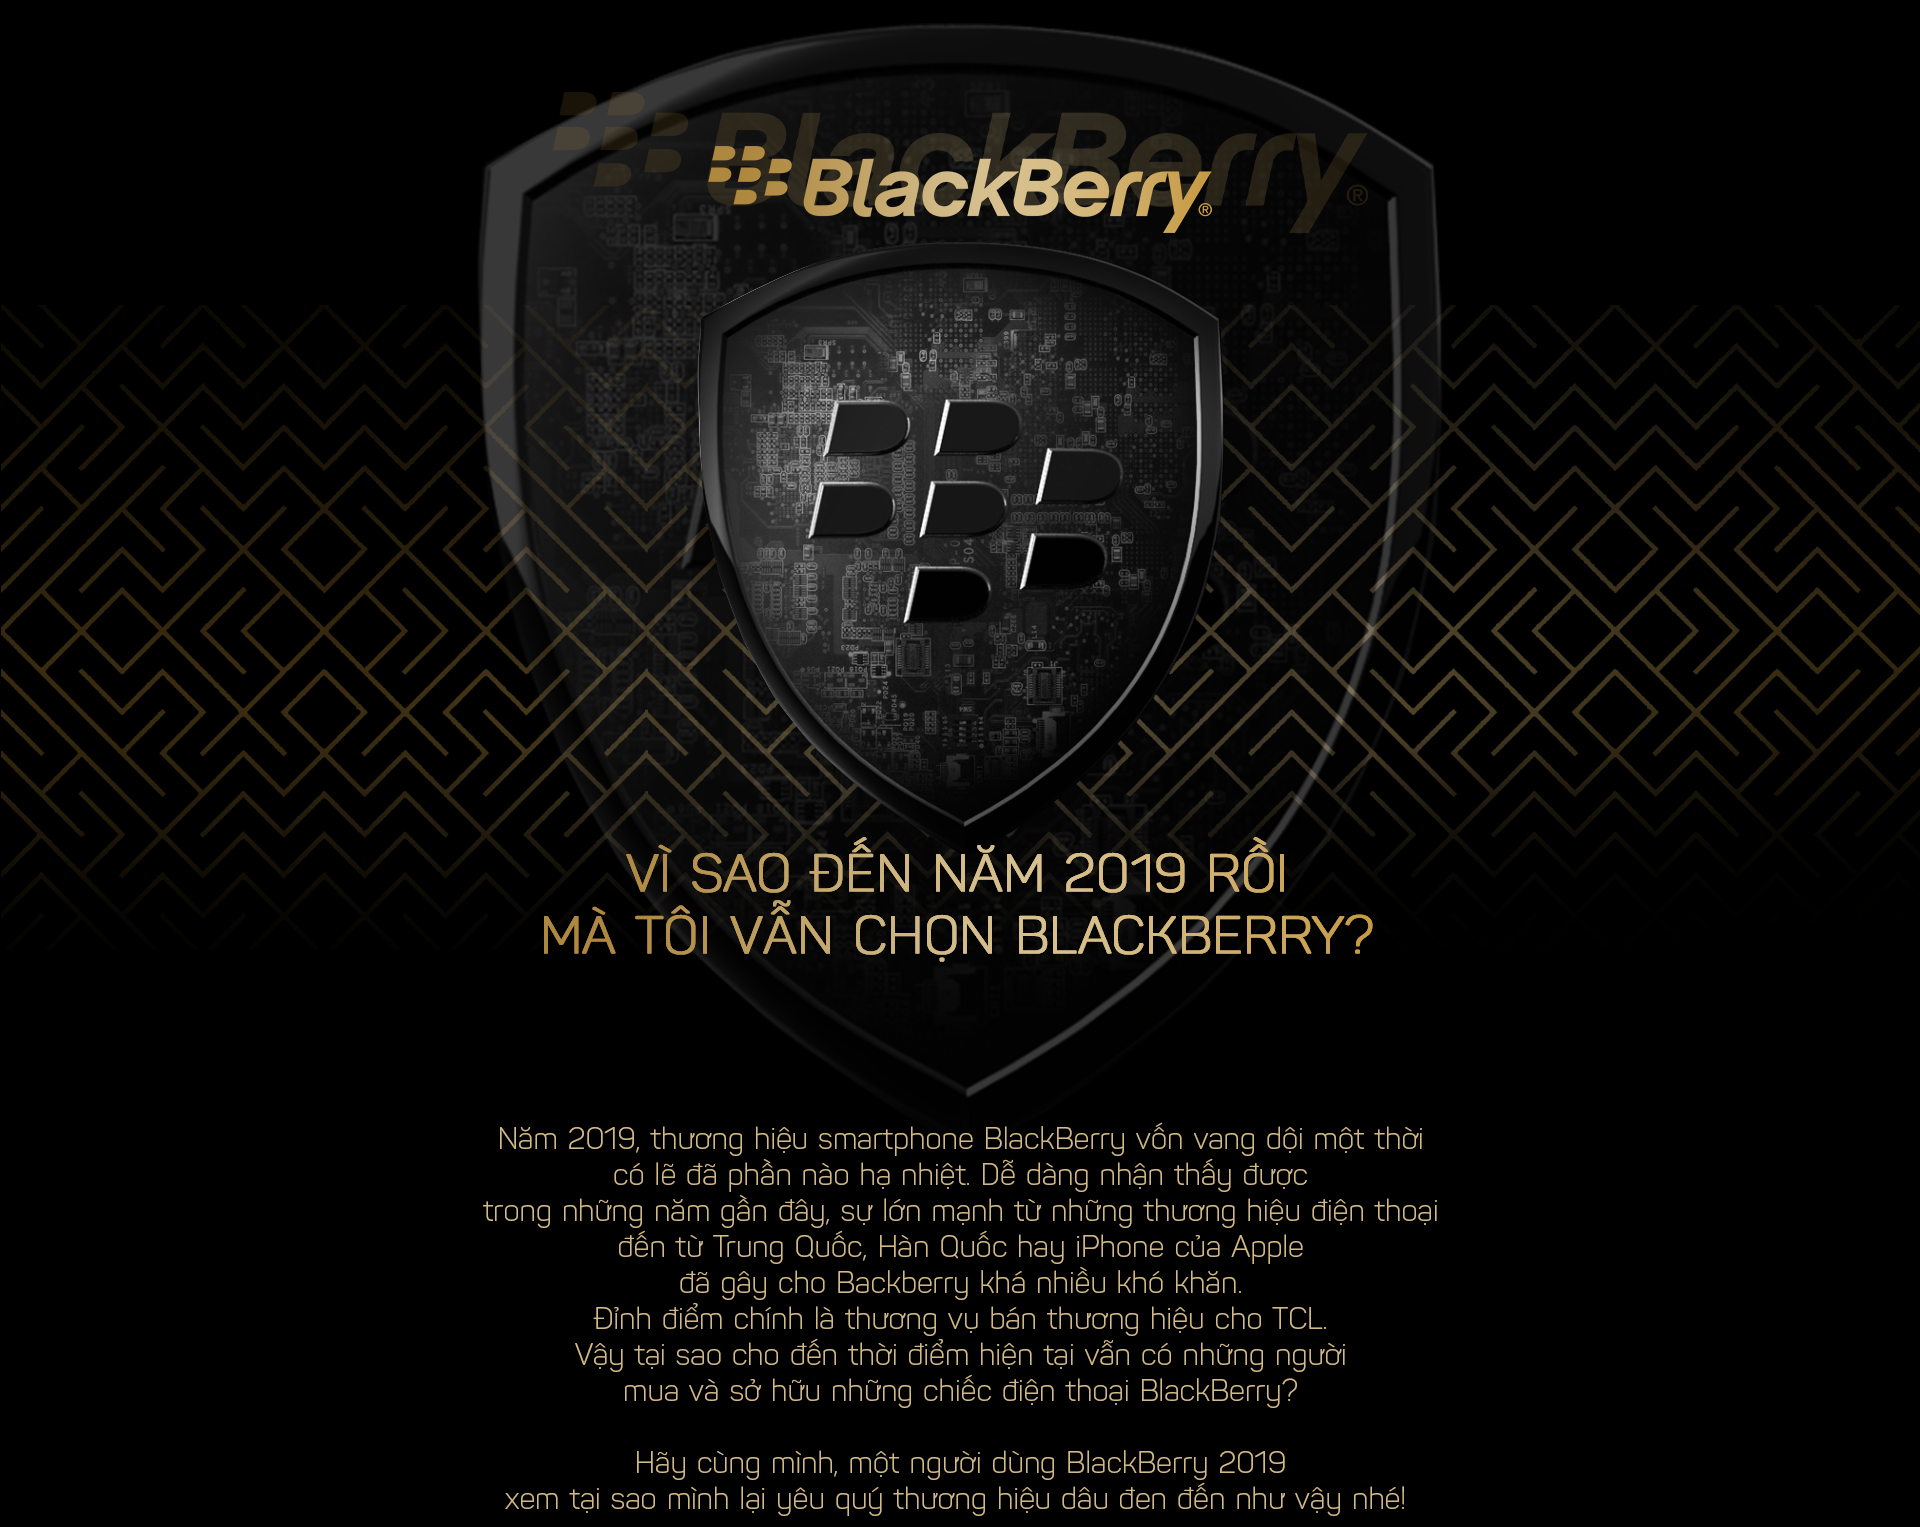 BlackBerry®
BlackBerry®
VÌ SAO ĐẾN NĂM 2019 RỒI
MÀ TÔI VẪN CHỌN BLACKBERRY?
Năm 2019, thương hiệu smartphone BlackBerry vốn vang dội một thời
có lẽ đã phần nào hạ nhiệt. Dễ dàng nhận thấy được
trong những năm gần đây, sự lớn mạnh từ những thương hiệu điện thoại
đến từ Trung Quốc, Hàn Quốc hay iPhone của Apple
đã gây cho Backberry khá nhiều khó khăn.
Đỉnh điểm chính là thương vụ bán thương hiệu cho TCL.
Vậy tại sao cho đến thời điểm hiện tại vẫn có những người
mua và sở hữu những chiếc điện thoại BlackBerry?
Hãy cùng mình, một người dùng BlackBerry 2019
xem tại sao mình lại yêu quý thương hiệu dâu đen đến như vậy nhé!